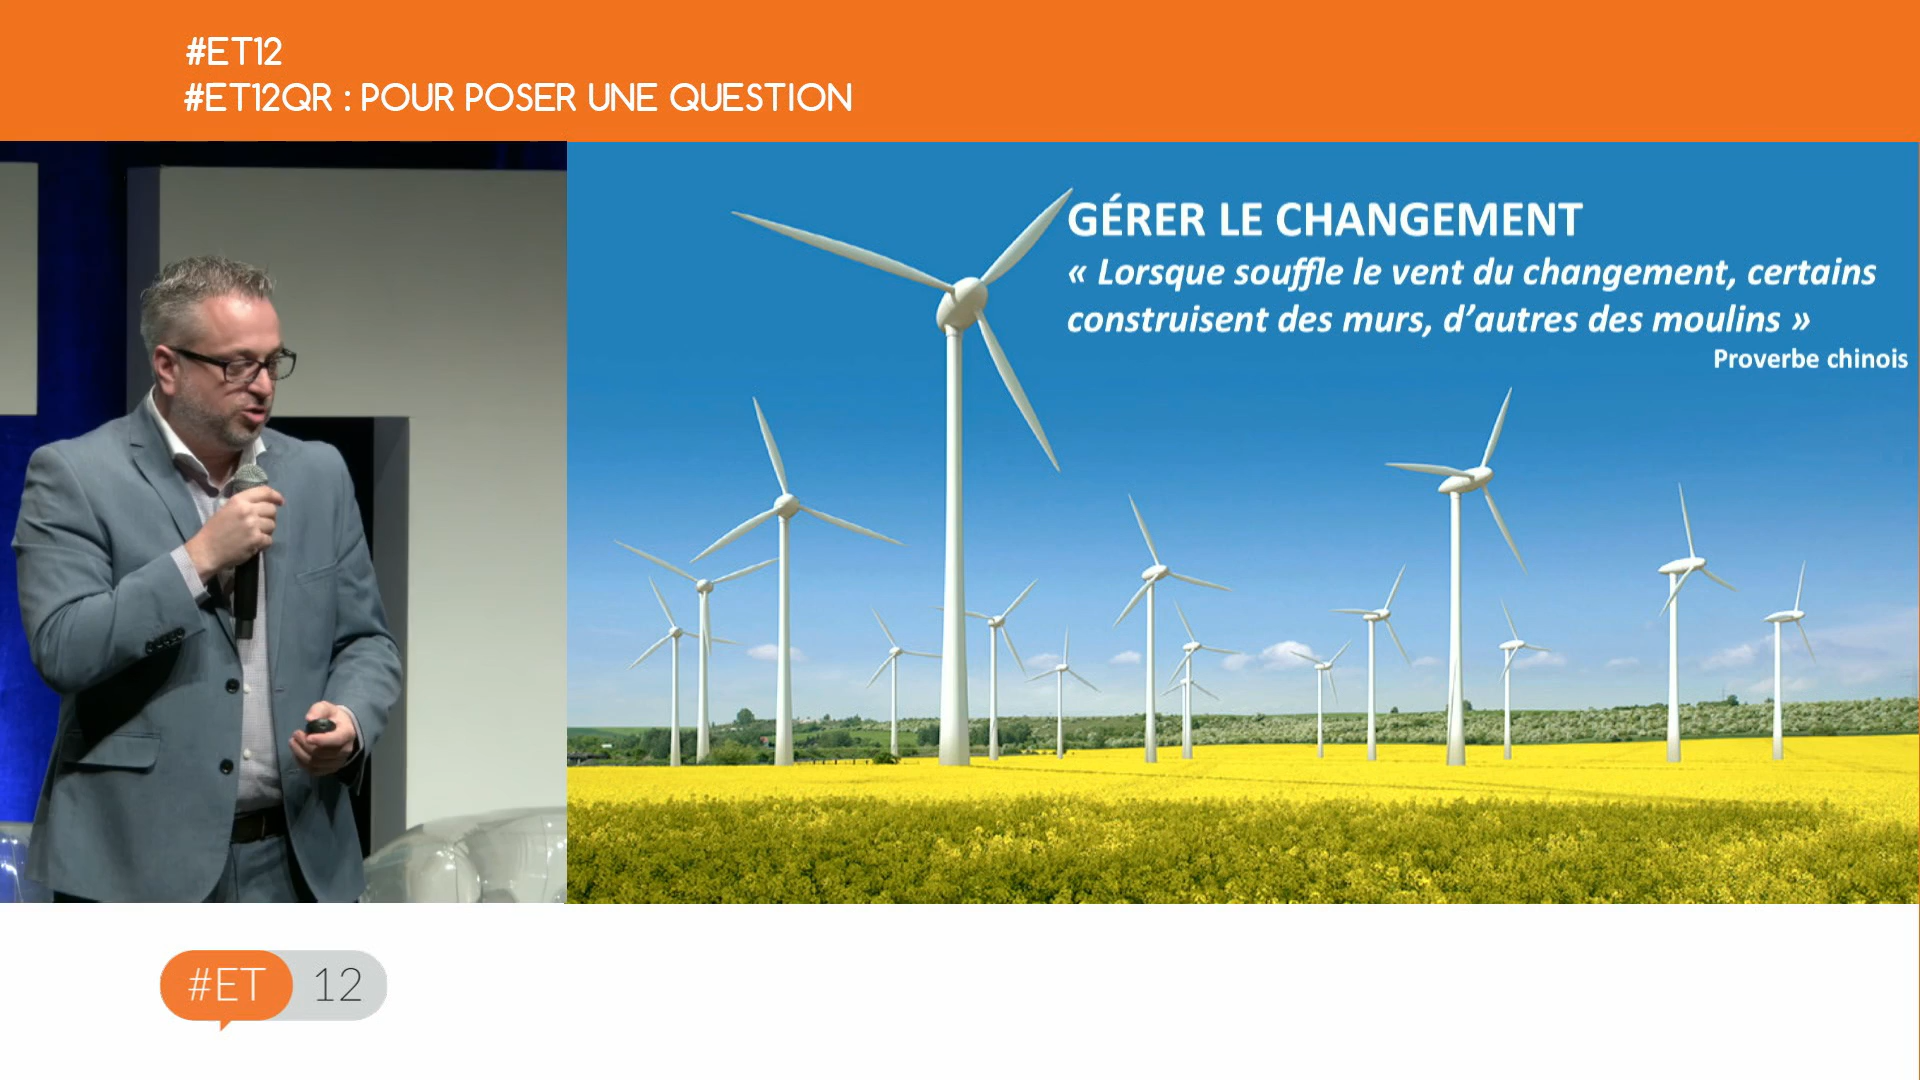 #ET12
#ET12QR : POUR POSER UNE QUESTION
GÉRER LE CHANGEMENT
« Lorsque souffle le vent du changement, certains
construisent des murs, d’autres des moulins »
Proverbe chinois
#ET 12